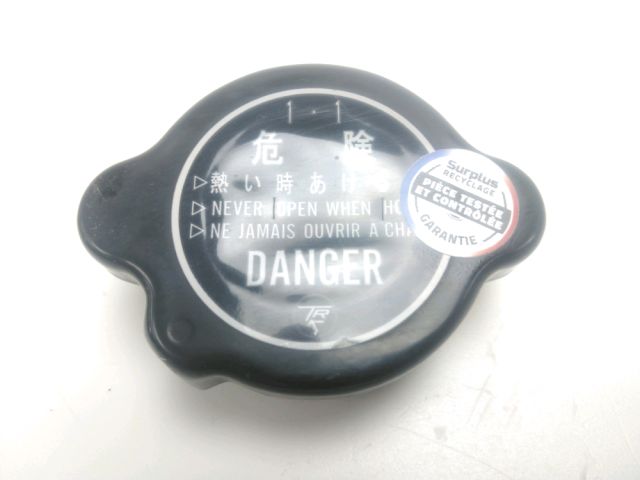 1・1
危険
▷熱い時あけ
▷NEVER OPEN WHEN HO
▷NE JAMAIS OUVRIR A CHA
DANGER
Surplus
RECYCLAGE
PIÈCE TESTÉE
ET CONTRÔLÉE
GARANTIE